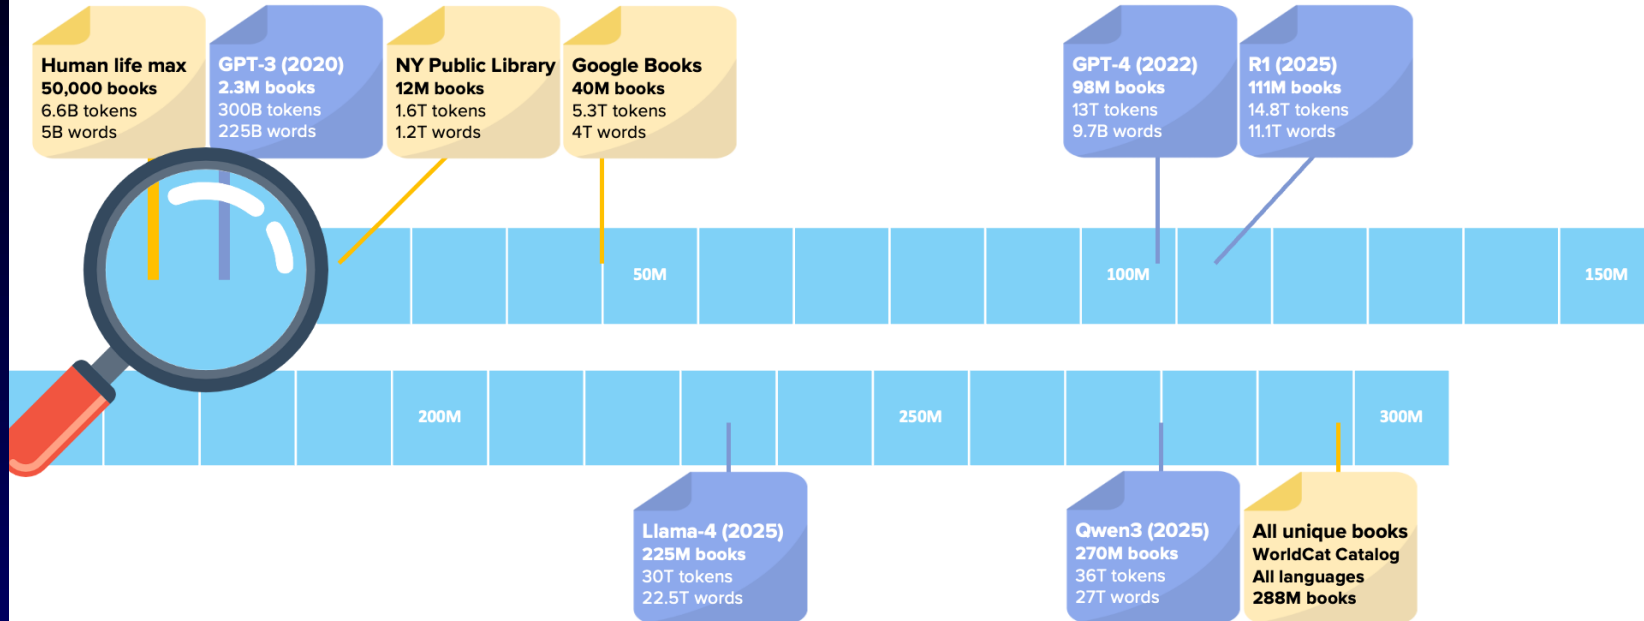 Human life max
50,000 books
6.6B tokens
5B words
GPT-3 (2020)
2.3M books
300B tokens
225B words
NY Public Library
12M books
1.6T tokens
1.2T words
Google Books
40M books
5.3T tokens
4T words
GPT-4 (2022)
98M books
13T tokens
9.7B words
R1 (2025)
111M books
14.8T tokens
11.1T words
50M
100M
150M
200M
250M
300M
Llama-4 (2025)
225M books
30T tokens
22.5T words
Qwen3 (2025)
270M books
36T tokens
27T words
All unique books
WorldCat Catalog
All languages
288M books